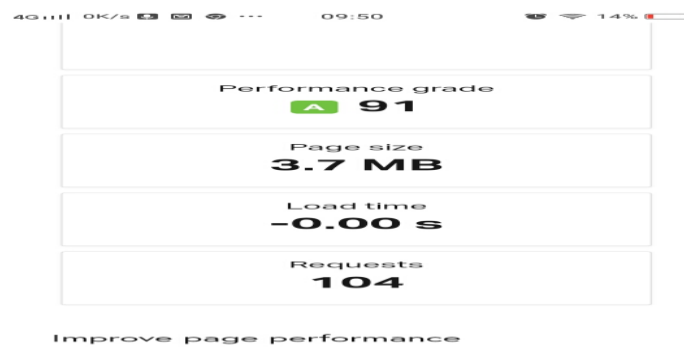 4G 0K/s ... 09:50 14%
Performance grade
A 91
Page size
3.7 MB
Load time
-0.00 s
Requests
104
Improve page performance